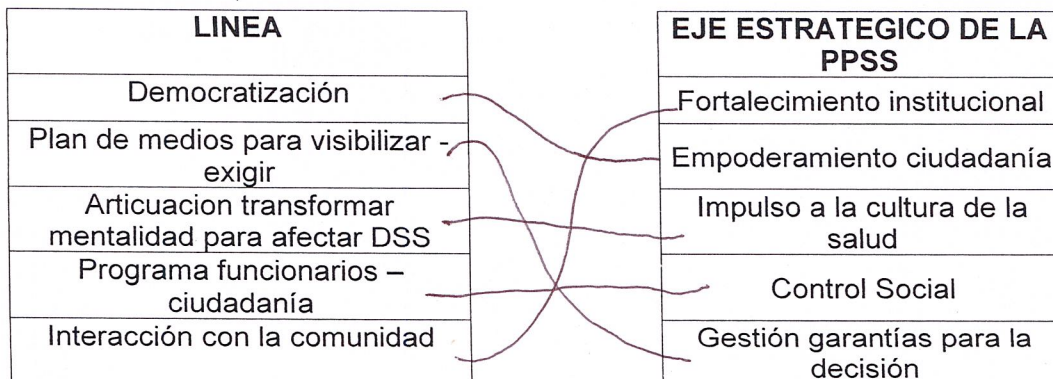 LINEA
Democratización
Plan de medios para visibilizar -
exigir
Articuacion transformar
mentalidad para afectar DSS
Programa funcionarios –
ciudadanía
Interacción con la comunidad
EJE ESTRATEGICO DE LA
PPSS
Fortalecimiento institucional
Empoderamiento ciudadanía
Impulso a la cultura de la
salud
Control Social
Gestión garantías para la
decisión